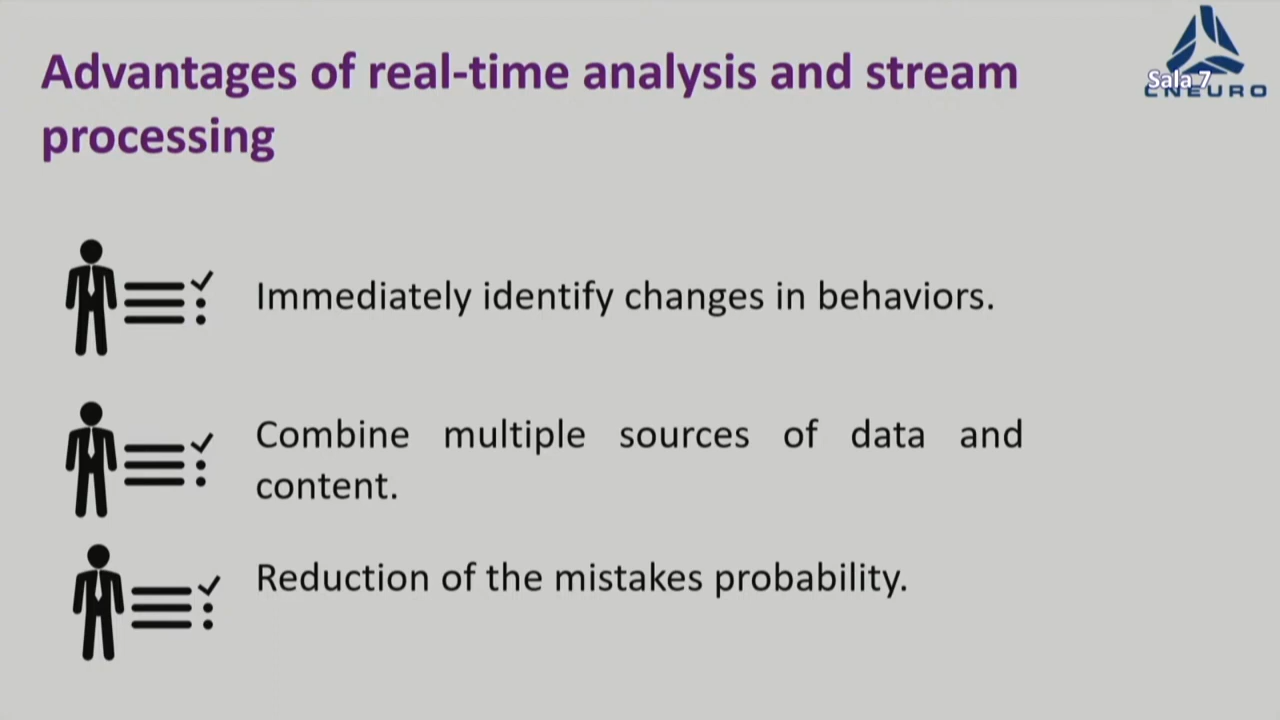 Advantages of real-time analysis and stream
processing
Sala 7
CNEURO
Immediately identify changes in behaviors.
Combine multiple sources of data and
content.
Reduction of the mistakes probability.